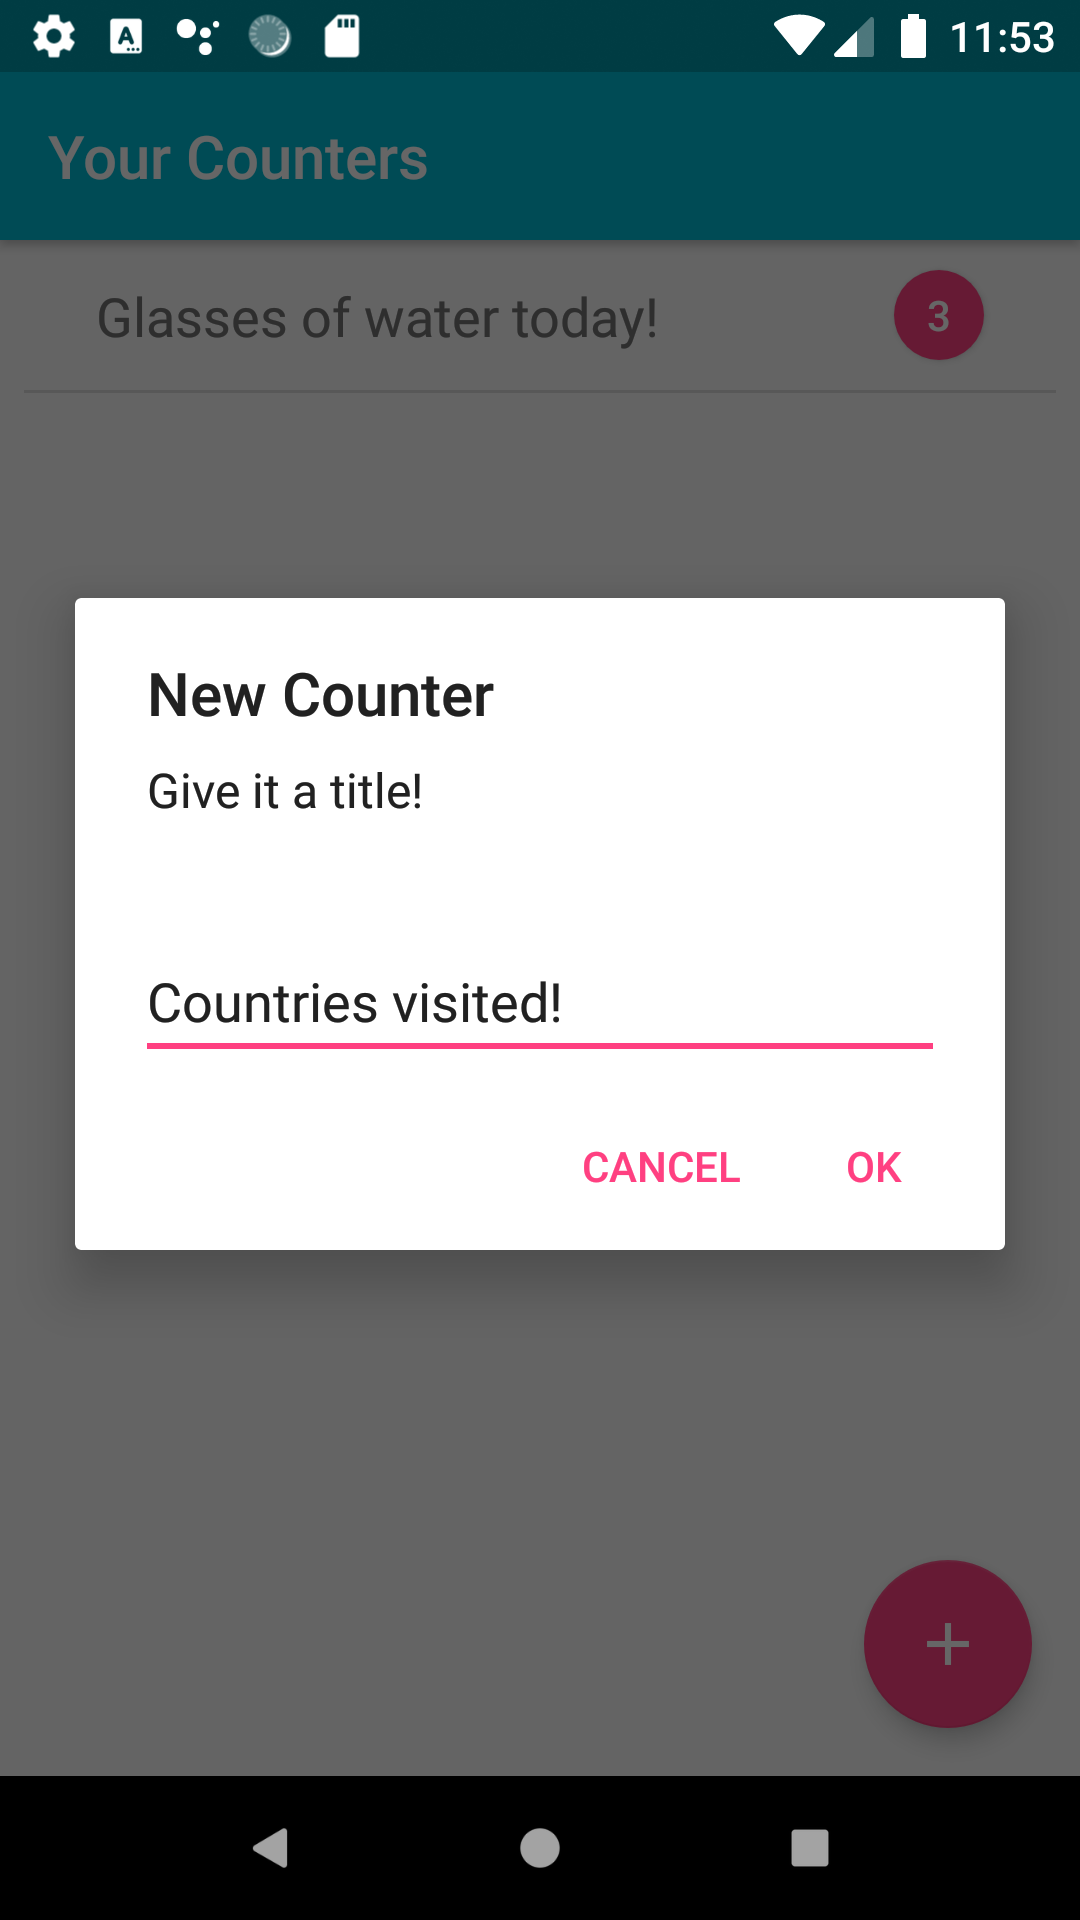 11:53
Your Counters
Glasses of water today!
3
New Counter
Give it a title!
Countries visited!
CANCEL
OK